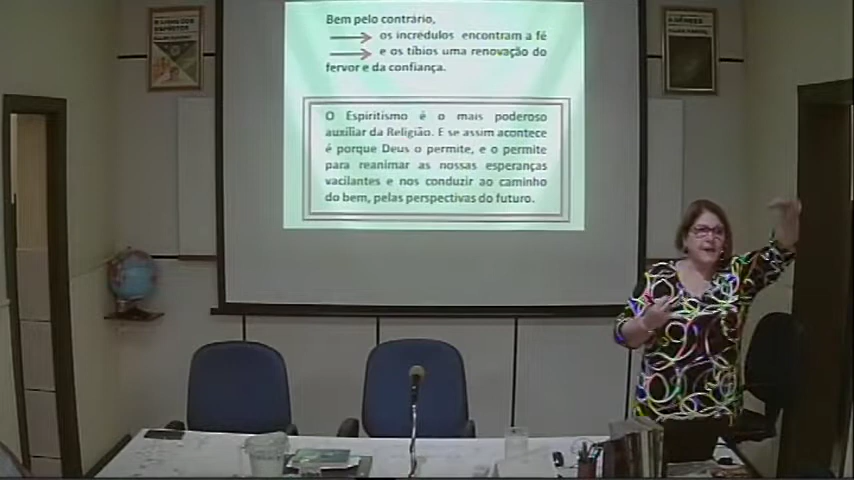 Bem pelo contrário,
os incrédulos encontram a fé
e os tíbios uma renovação do
fervor e da confiança.
O Espiritismo é o mais poderoso
auxiliar da Religião. E se assim acontece
é porque Deus o permite, e o permite
para reanimar as nossas esperanças
vacilantes e nos conduzir ao caminho
do bem, pelas perspectivas do futuro.